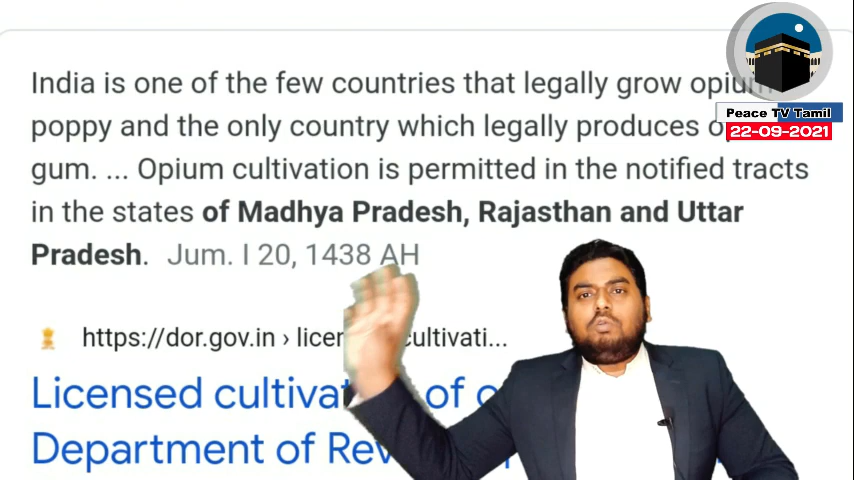 India is one of the few countries that legally grow opium
poppy and the only country which legally produces
gum. ... Opium cultivation is permitted in the notified tracts
in the states of Madhya Pradesh, Rajasthan and Uttar
Pradesh. Jum. I 20, 1438 AH
https://dor.gov.in ›
Licensed of
Department of
Peace TV Tamil
22-09-2021